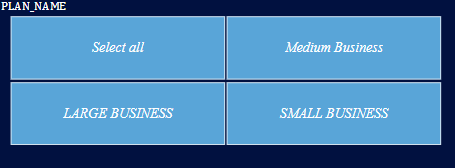 PLAN_NAME
Select all
Medium Business
LARGE BUSINESS
SMALL BUSINESS